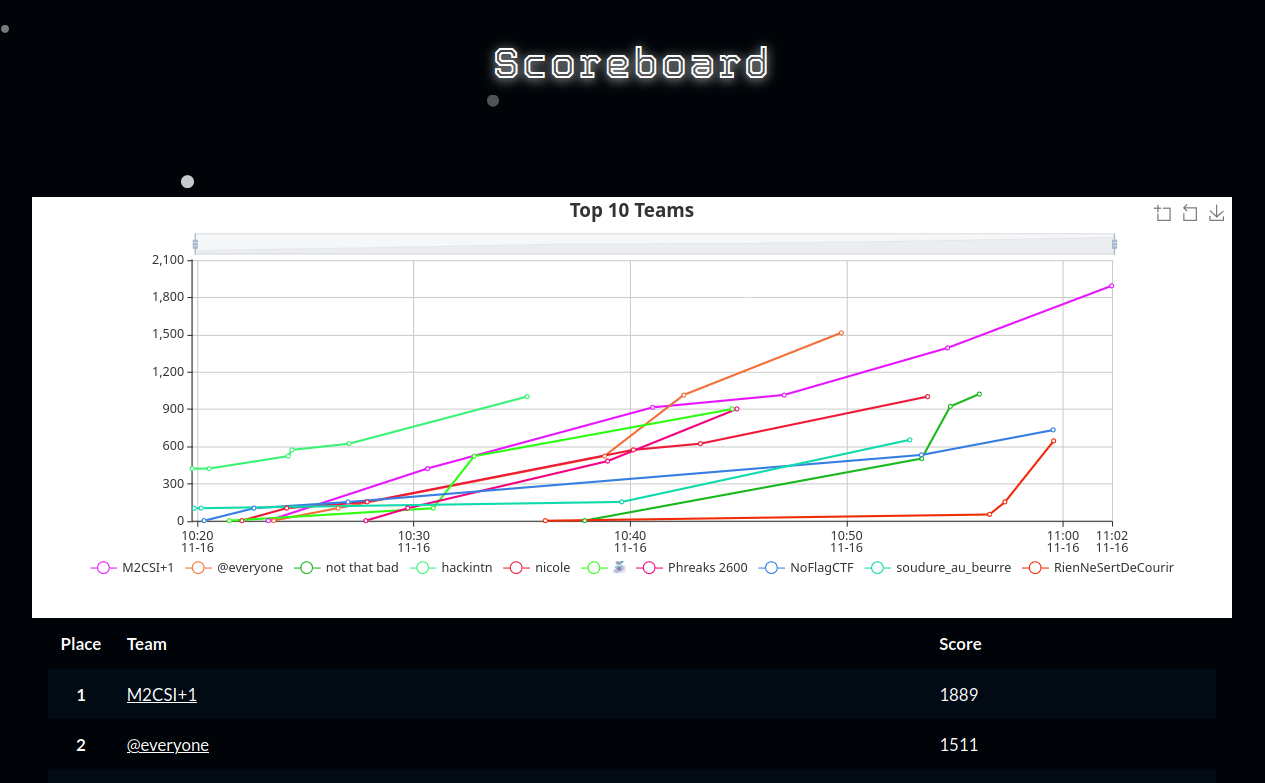 Scoreboard
Top 10 Teams
2,100
1,800
1,500
1,200
900
600
300
0
10:20 10:30 10:40 10:50 11:00 11:02
11-16 11-16 11-16 11-16 11-16 11-16
M2CSI+1 @everyone not that bad hackintn nicole Phreaks 2600 NoFlagCTF soudure_au_beurre RienNeSertDeCourir
Place Team Score
1 M2CSI+1 1889
2 @everyone 1511